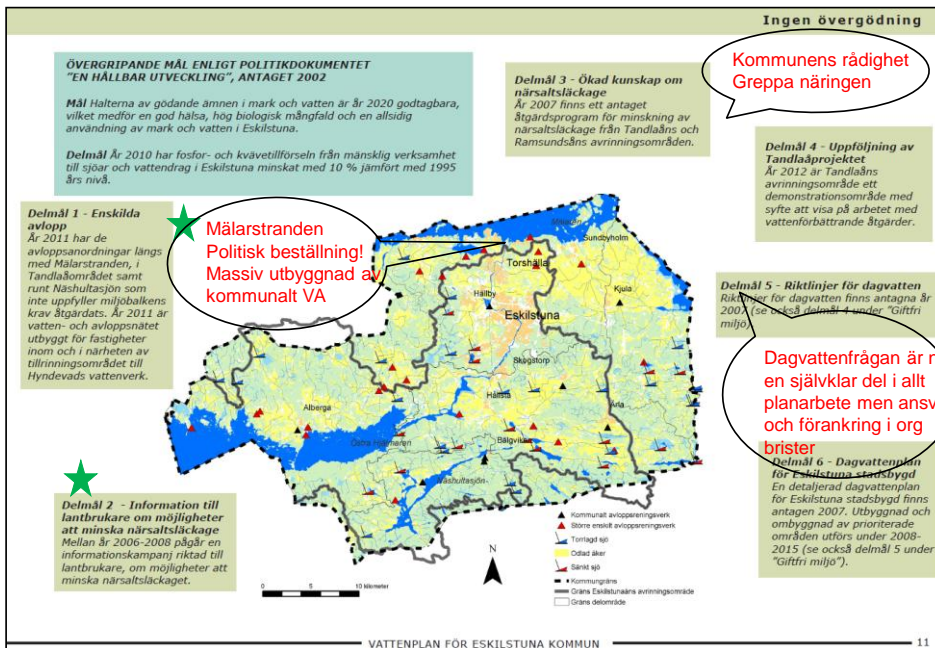 Ingen övergödning
ÖVERGRIPANDE MÅL ENLIGT POLITIKDOKUMENTET
"EN HÅLLBAR UTVECKLING", ANTAGET 2002
Mål Halterna av gödande ämnen i mark och vatten är år 2020 godtagbara,
vilket medför en god hälsa, hög biologisk mångfald och en allsidig
användning av mark och vatten i Eskilstuna.
Delmål År 2010 har fosfor- och kvävetillförseln från mänsklig verksamhet
till sjöar och vattendrag i Eskilstuna minskat med 10 % jämfört med 1995
års nivå.
Delmål 3 - Ökad kunskap om
närsaltsläckage
År 2007 finns ett antaget
åtgärdsprogram för minskning av
närsaltsläckage från Tandlaåns och
Ramsundsåns avrinningsområden.
Kommunens rådighet
Greppa näringen
Delmål 4 - Uppföljning av
Tandlaåprojektet
År 2012 är Tandlaåns
avrinningsområde ett
demonstrationsområde med
syfte att visa på arbetet med
vattenförbättrande åtgärder.
Delmål 1 - Enskilda
avlopp
År 2011 har de
avloppsanordningar längs
med Mälarstranden, i
Tandlaåområdet samt
runt Näshultasjön som
inte uppfyller miljöbalkens
krav åtgärdats. År 2011 är
vatten- och avloppsnätet
utbyggt för fastigheter
inom och i närheten av
tillrinningsområdet till
Hyndevads vattenverk.
Mälarstranden
Politisk beställning!
Massiv utbyggnad av
kommunalt VA
Mälaren
Sundbyholm
Torshälla
Hällby
Kjula
Eskilstuna
Skogstorp
Hållsta
Alberga
Ärla
Östra Hjälmaren
Bälgviken
Näshultasjön
Delmål 5 - Riktlinjer för dagvatten
Riktlinjer för dagvatten finns antagna år
2007 (se också delmål 4 under "Giftfri
miljö)
Dagvattenfrågan är n
en självklar del i allt
planarbete men ansv
och förankring i org
brister
Delmål 6 - Dagvattenplan
för Eskilstuna stadsbygd
En detaljerad dagvattenplan
för Eskilstuna stadsbygd finns
antagen 2007. Utbyggnad och
ombyggnad av prioriterade
områden utförs under 2008-
2015 (se också delmål 5 under
"Giftfri miljö").
Delmål 2 - Information till
lantbrukare om möjligheter
att minska närsaltsläckage
Mellan år 2006-2008 pågår en
informationskampanj riktad till
lantbrukare, om möjligheter att
minska närsaltsläckaget.
Kommunalt avloppsreningsverk
Större enskilt avloppsreningsverk
Torrlagd sjö
Odlad åker
Sänkt sjö
Kommungräns
Gräns Eskilstunaåns avrinningsområde
Gräns delområde
N
0 5 10 kilometer
VATTENPLAN FÖR ESKILSTUNA KOMMUN
11